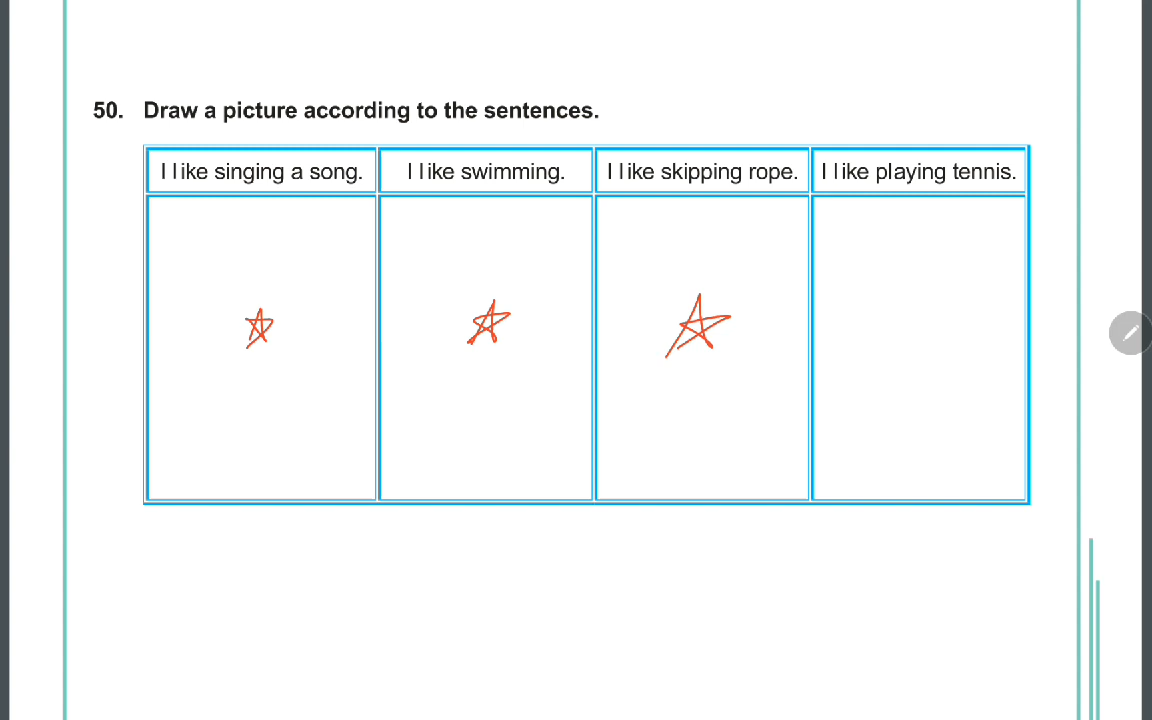 50. Draw a picture according to the sentences.
I like singing a song. I like swimming. I like skipping rope. I like playing tennis.